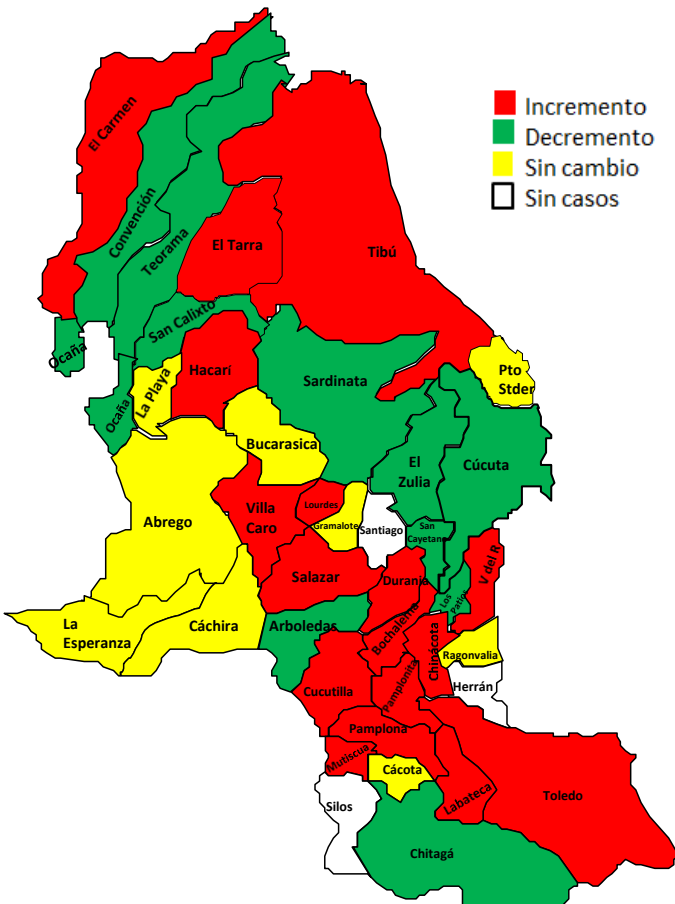 Incremento
Decremento
Sin cambio
Sin casos
El Carmen
Convención
Teorama
El Tarra
Tibú
San Calixto
Ocaña
Ocaña
La Playa
Hacarí
Sardinata
Pto
Stder
Bucarasica
El
Zulia
Cúcuta
Abrego
Villa
Caro
Lourdes
Gramalote
Santiago
San
Cayetano
V del R
Salazar
Durania
Los
Patios
La
Esperanza
Cáchira
Arboledas
Bochalema
Chinácota
Ragonvalia
Herrán
Cucutilla
Pamplonita
Pamplona
Mutiscua
Cácota
Labateca
Toledo
Silos
Chitagá